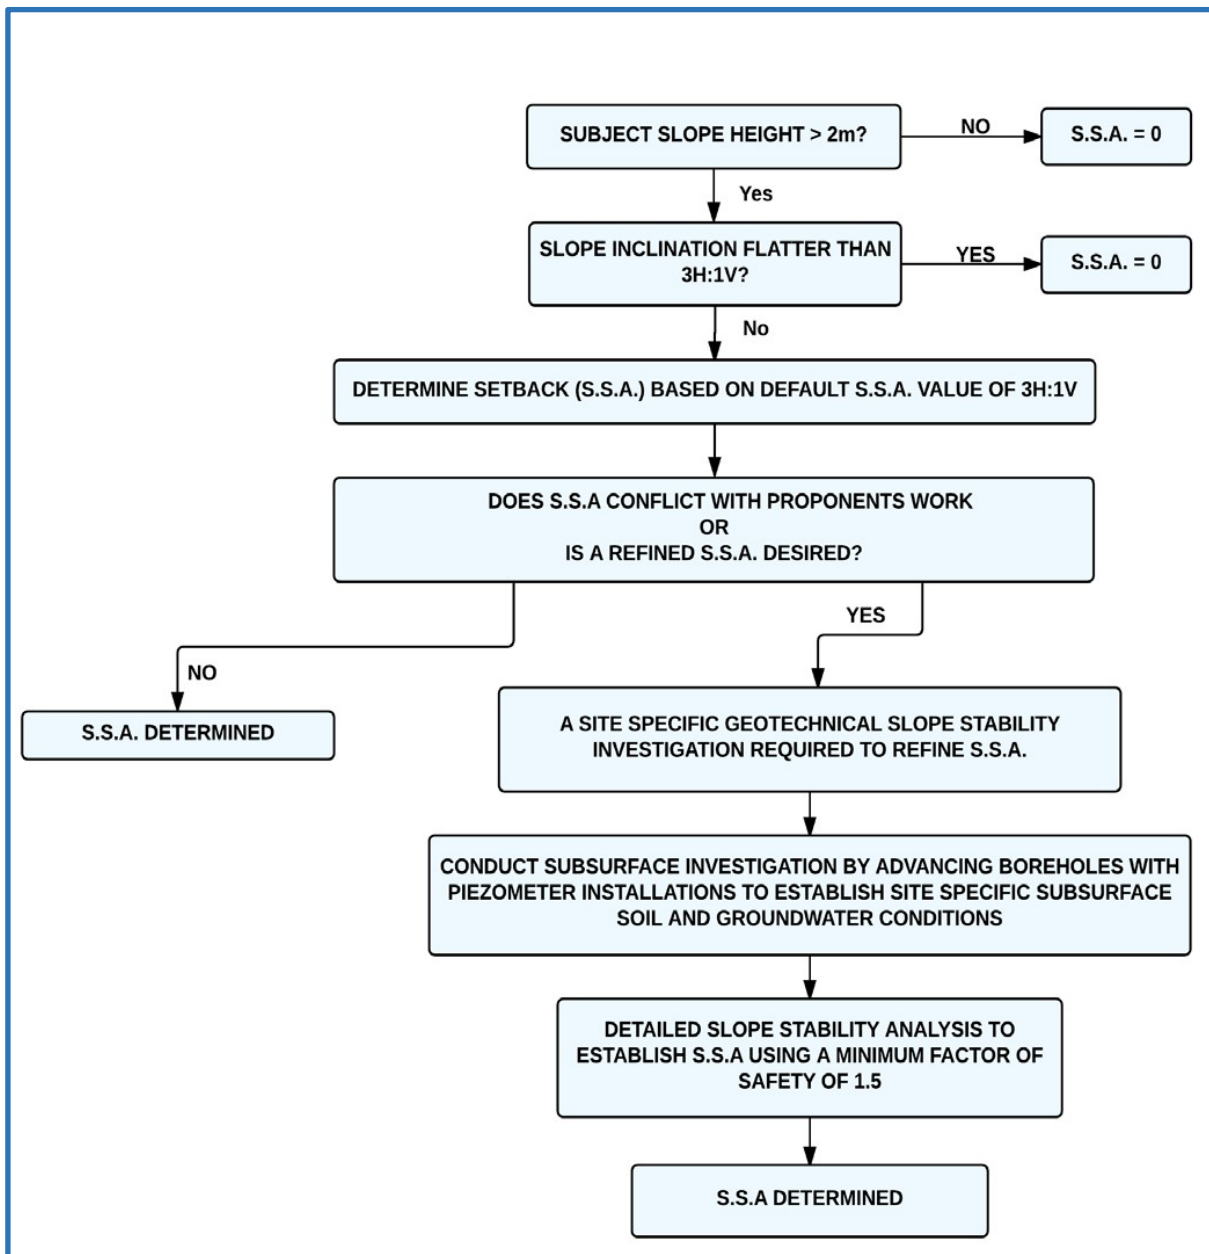 SUBJECT SLOPE HEIGHT > 2m?
NO
S.S.A. = 0
Yes
SLOPE INCLINATION FLATTER THAN
3H:1V?
YES
S.S.A. = 0
No
DETERMINE SETBACK (S.S.A.) BASED ON DEFAULT S.S.A. VALUE OF 3H:1V
DOES S.S.A CONFLICT WITH PROPONENTS WORK
OR
IS A REFINED S.S.A. DESIRED?
YES
NO
S.S.A. DETERMINED
A SITE SPECIFIC GEOTECHNICAL SLOPE STABILITY
INVESTIGATION REQUIRED TO REFINE S.S.A.
CONDUCT SUBSURFACE INVESTIGATION BY ADVANCING BOREHOLES WITH
PIEZOMETER INSTALLATIONS TO ESTABLISH SITE SPECIFIC SUBSURFACE
SOIL AND GROUNDWATER CONDITIONS
DETAILED SLOPE STABILITY ANALYSIS TO
ESTABLISH S.S.A USING A MINIMUM FACTOR OF
SAFETY OF 1.5
S.S.A DETERMINED